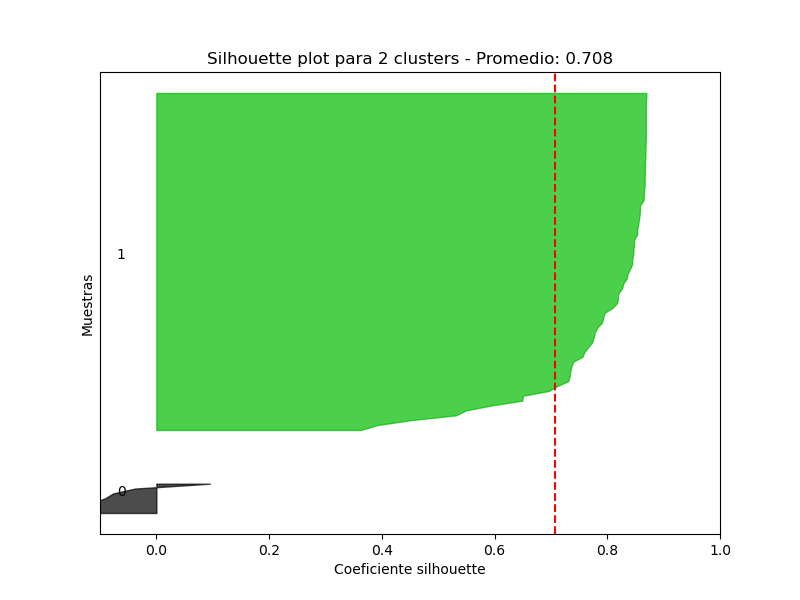 Silhouette plot para 2 clusters - Promedio: 0.708
Muestras
1
0
0.0 0.2 0.4 0.6 0.8 1.0
Coeficiente silhouette